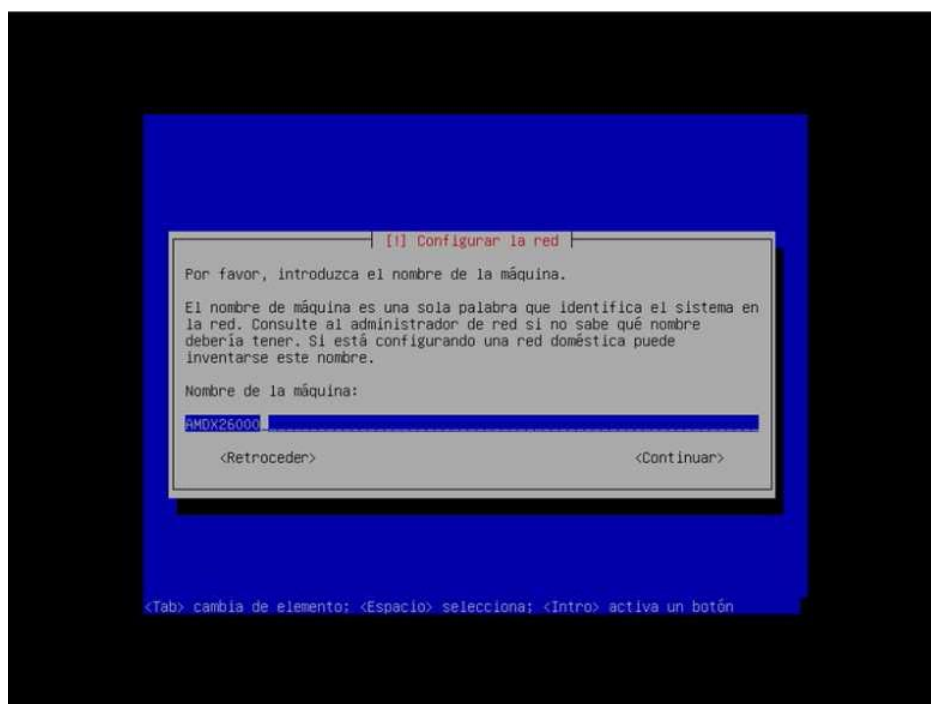 [!] Configurar la red
Por favor, introduzca el nombre de la máquina.
El nombre de máquina es una sola palabra que identifica el sistema en
la red. Consulte al administrador de red si no sabe qué nombre
debería tener. Si está configurando una red doméstica puede
inventarse este nombre.
Nombre de la máquina:
AMDX26000
<Retroceder> <Continuar>
<Tab> cambia de elemento; <Espacio> selecciona; <Intro> activa un botón